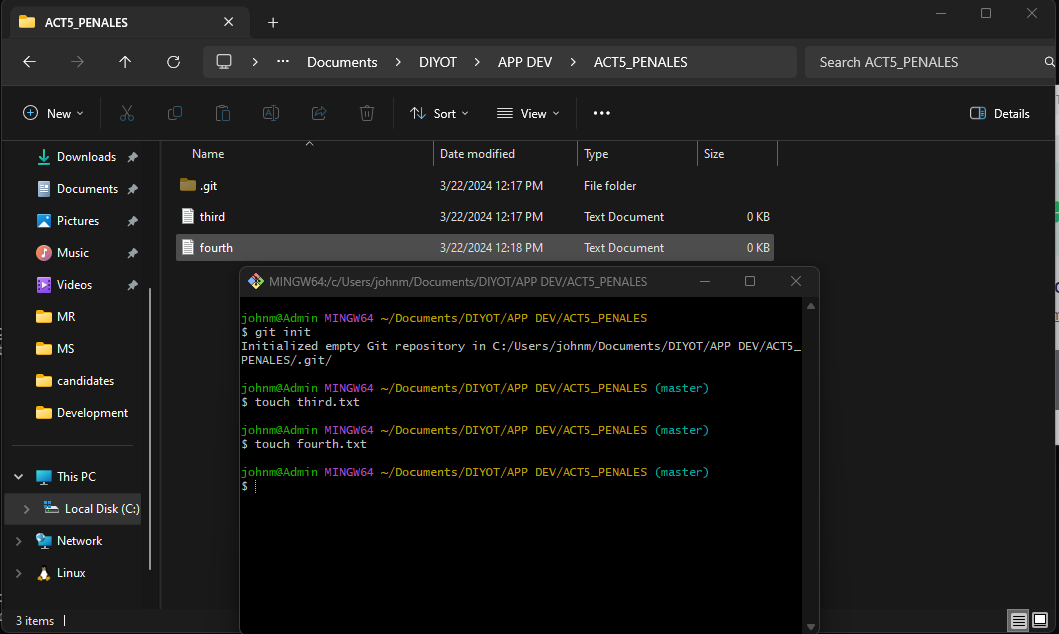 ACT5_PENALES
Documents > DIYOT > APP DEV > ACT5_PENALES
Search ACT5_PENALES
New
Sort
View
Details
Name Date modified Type Size
Downloads
Documents
Pictures
Music
Videos
MR
MS
candidates
Development
This PC
Local Disk (C:)
Network
Linux
.git 3/22/2024 12:17 PM File folder
third 3/22/2024 12:17 PM Text Document 0 KB
fourth 3/22/2024 12:18 PM Text Document 0 KB
MINGW64:/c/Users/johnm/Documents/DIYOT/APP DEV/ACT5_PENALES
johnm@Admin MINGW64 ~/Documents/DIYOT/APP DEV/ACT5_PENALES
$ git init
Initialized empty Git repository in C:/Users/johnm/Documents/DIYOT/APP DEV/ACT5_
PENALES/.git/
johnm@Admin MINGW64 ~/Documents/DIYOT/APP DEV/ACT5_PENALES (master)
$ touch third.txt
johnm@Admin MINGW64 ~/Documents/DIYOT/APP DEV/ACT5_PENALES (master)
$ touch fourth.txt
johnm@Admin MINGW64 ~/Documents/DIYOT/APP DEV/ACT5_PENALES (master)
$
3 items